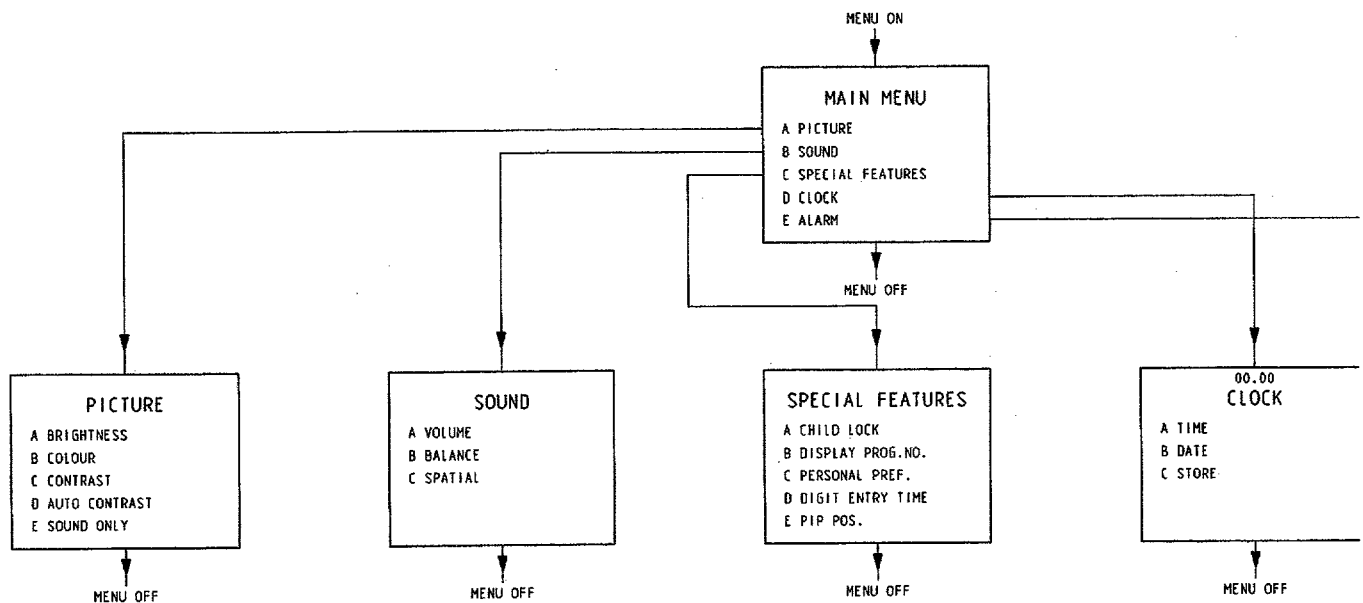 MENU ON
MAIN MENU
A PICTURE
B SOUND
C SPECIAL FEATURES
D CLOCK
E ALARM
MENU OFF
PICTURE
A BRIGHTNESS
B COLOUR
C CONTRAST
D AUTO CONTRAST
E SOUND ONLY
MENU OFF
SOUND
A VOLUME
B BALANCE
C SPATIAL
MENU OFF
SPECIAL FEATURES
A CHILD LOCK
B DISPLAY PROG.NO.
C PERSONAL PREF.
D DIGIT ENTRY TIME
E PIP POS.
MENU OFF
00.00
CLOCK
A TIME
B DATE
C STORE
MENU OFF